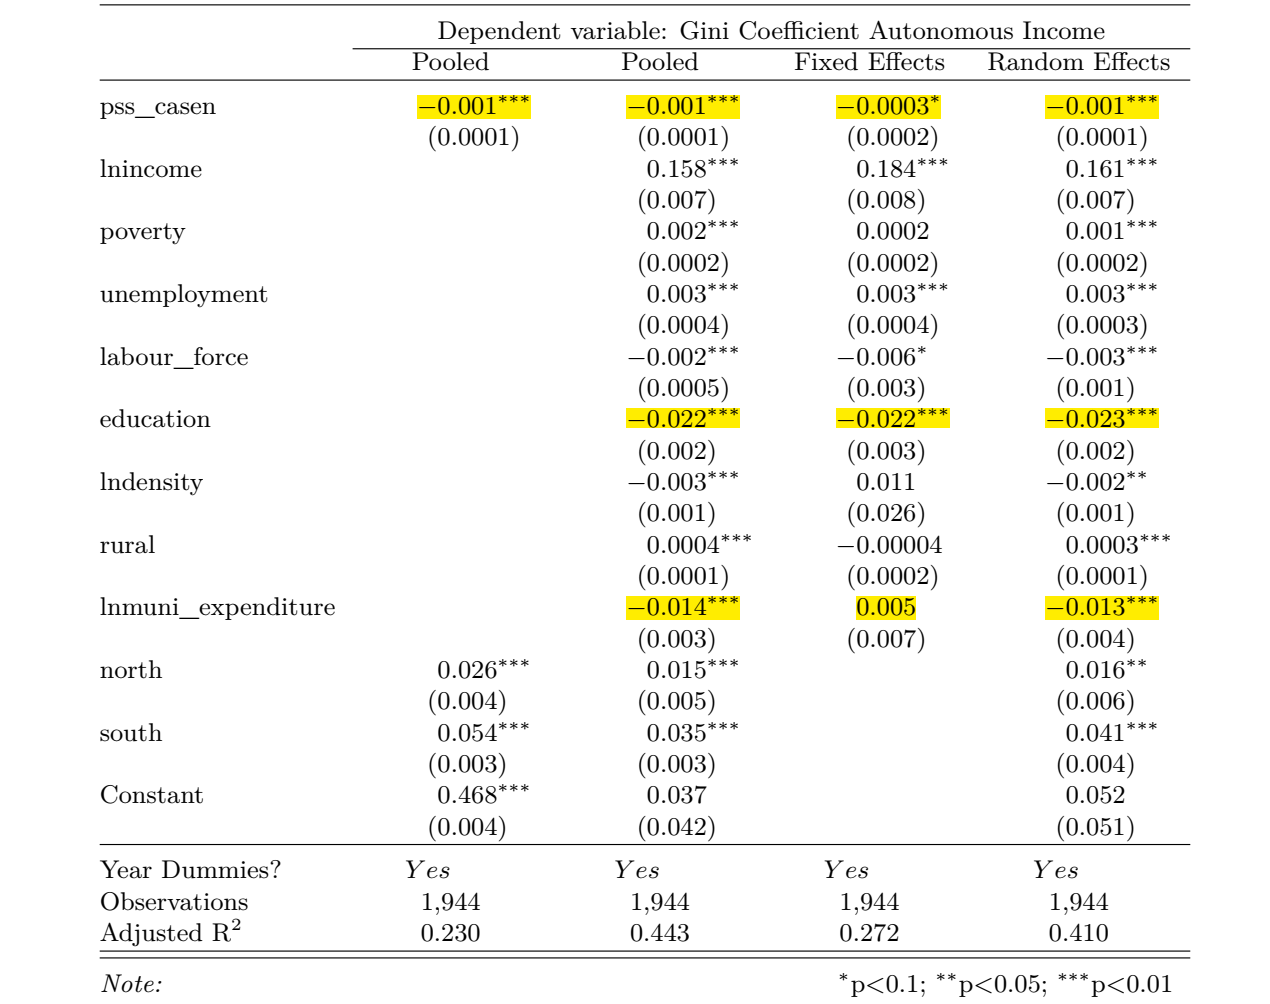 Dependent variable: Gini Coefficient Autonomous Income
Pooled Pooled Fixed Effects Random Effects
pss_casen −0.001*** −0.001*** −0.0003* −0.001***
(0.0001) (0.0001) (0.0002) (0.0001)
lnincome 0.158*** 0.184*** 0.161***
(0.007) (0.008) (0.007)
poverty 0.002*** 0.0002 0.001***
(0.0002) (0.0002) (0.0002)
unemployment 0.003*** 0.003*** 0.003***
(0.0004) (0.0004) (0.0003)
labour_force −0.002*** −0.006* −0.003***
(0.0005) (0.003) (0.001)
education −0.022*** −0.022*** −0.023***
(0.002) (0.003) (0.002)
lndensity −0.003*** 0.011 −0.002**
(0.001) (0.026) (0.001)
rural 0.0004*** −0.00004 0.0003***
(0.0001) (0.0002) (0.0001)
lnmuni_expenditure −0.014*** 0.005 −0.013***
(0.003) (0.007) (0.004)
north 0.026*** 0.015*** 0.016**
(0.004) (0.005) (0.006)
south 0.054*** 0.035*** 0.041***
(0.003) (0.003) (0.004)
Constant 0.468*** 0.037 0.052
(0.004) (0.042) (0.051)
Year Dummies? Yes Yes Yes Yes
Observations 1,944 1,944 1,944 1,944
Adjusted R² 0.230 0.443 0.272 0.410
Note: *p<0.1; **p<0.05; ***p<0.01